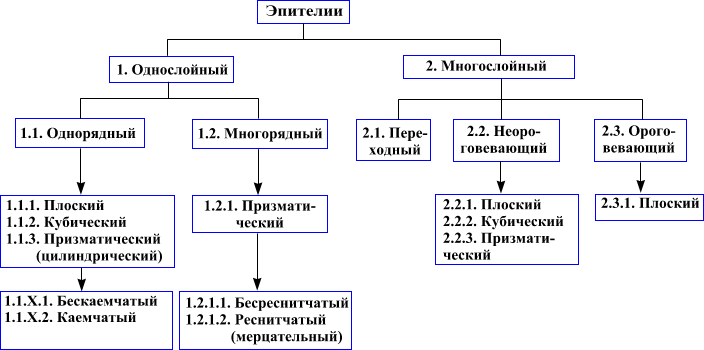 Эпителии
1. Однослойный
2. Многослойный
1.1. Однорядный
1.2. Многорядный
2.1. Пере-
ходный
2.2. Неоро-
говевающий
2.3. Орого-
вевающий
1.1.1. Плоский
1.1.2. Кубический
1.1.3. Призматический
(цилиндрический)
1.2.1. Призмати-
ческий
2.2.1. Плоский
2.2.2. Кубический
2.2.3. Призмати-
ческий
2.3.1. Плоский
1.1.X.1. Бескаемчатый
1.1.X.2. Каемчатый
1.2.1.1. Бесреснитчатый
1.2.1.2. Реснитчатый
(мерцательный)